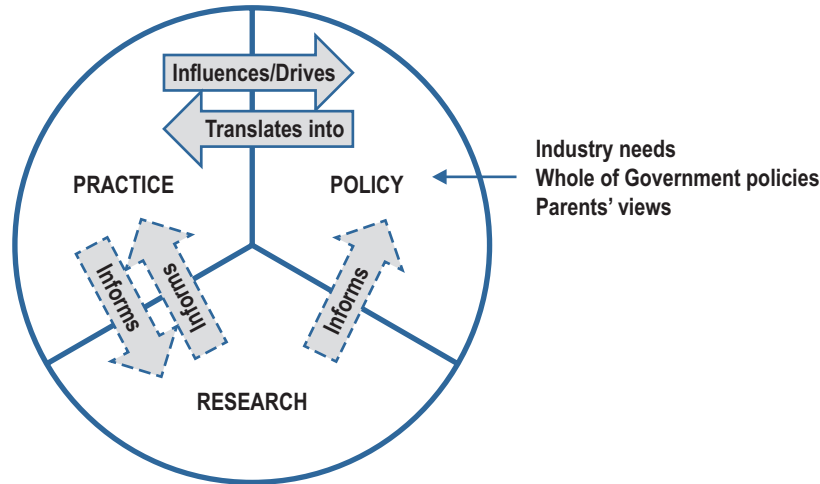 Influences/Drives
Translates into
PRACTICE
POLICY
Industry needs
Whole of Government policies
Parents’ views
Informs
Informs
Informs
RESEARCH